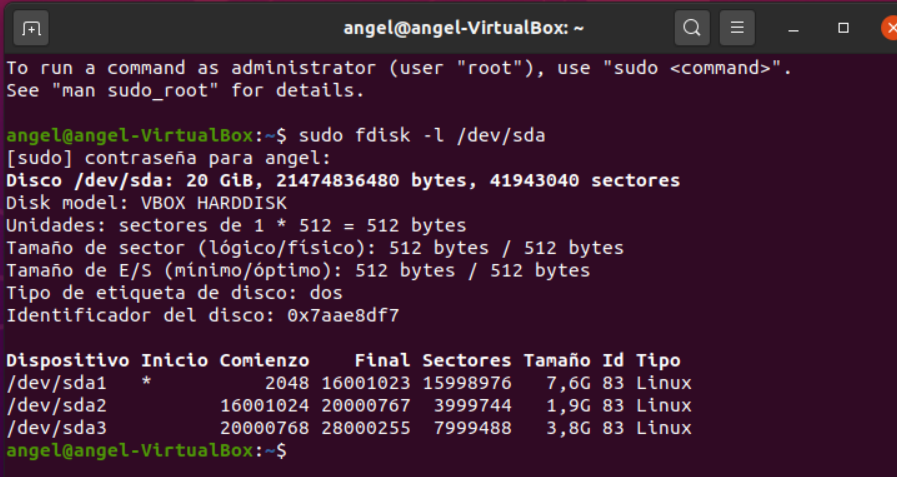 angel@angel-VirtualBox: ~
To run a command as administrator (user "root"), use "sudo <command>".
See "man sudo_root" for details.
angel@angel-VirtualBox:~$ sudo fdisk -l /dev/sda
[sudo] contraseña para angel:
Disco /dev/sda: 20 GiB, 21474836480 bytes, 41943040 sectores
Disk model: VBOX HARDDISK
Unidades: sectores de 1 * 512 = 512 bytes
Tamaño de sector (lógico/físico): 512 bytes / 512 bytes
Tamaño de E/S (mínimo/óptimo): 512 bytes / 512 bytes
Tipo de etiqueta de disco: dos
Identificador del disco: 0x7aae8df7
Dispositivo Inicio Comienzo    Final Sectores Tamaño Id Tipo
/dev/sda1   *          2048 16001023 15998976   7,6G 83 Linux
/dev/sda2          16001024 20000767  3999744   1,9G 83 Linux
/dev/sda3          20000768 28000255  7999488   3,8G 83 Linux
angel@angel-VirtualBox:~$